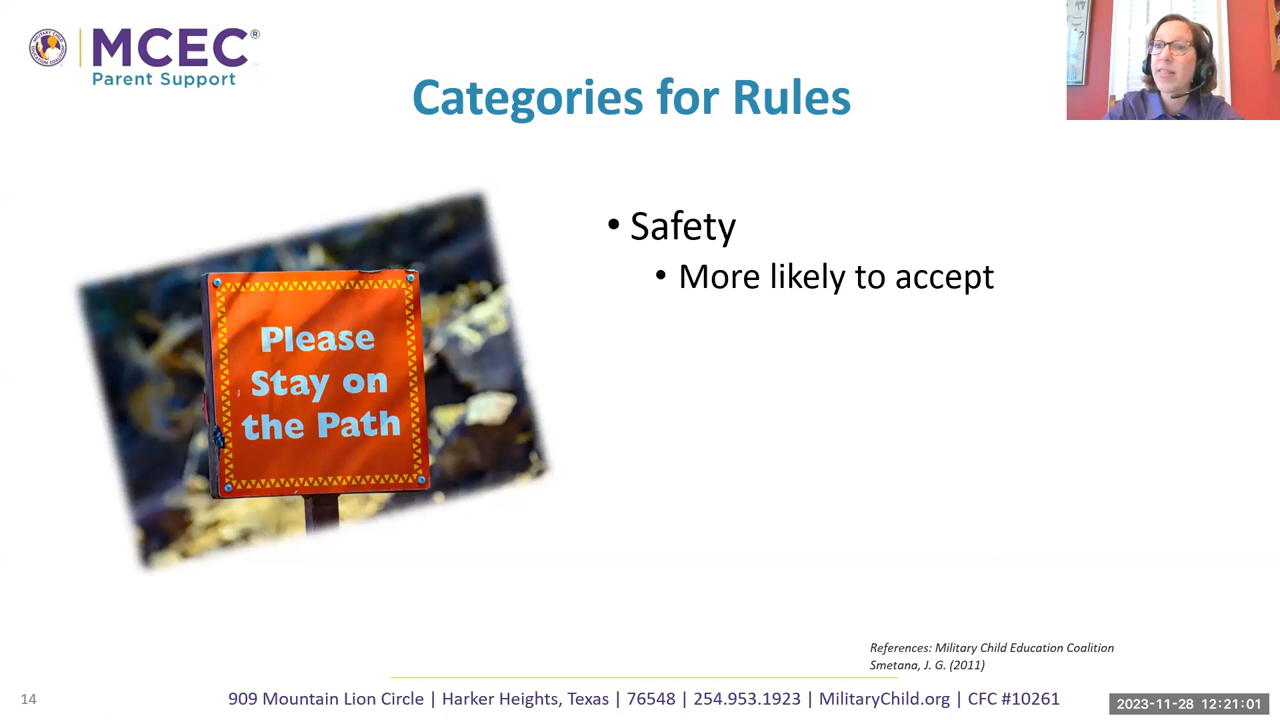 MCEC®
Parent Support
Categories for Rules
• Safety
• More likely to accept
Please
Stay on
the Path
References: Military Child Education Coalition
Smetana, J. G. (2011)
14
909 Mountain Lion Circle | Harker Heights, Texas | 76548 | 254.953.1923 | MilitaryChild.org | CFC #10261
2023-11-28 12:21:01